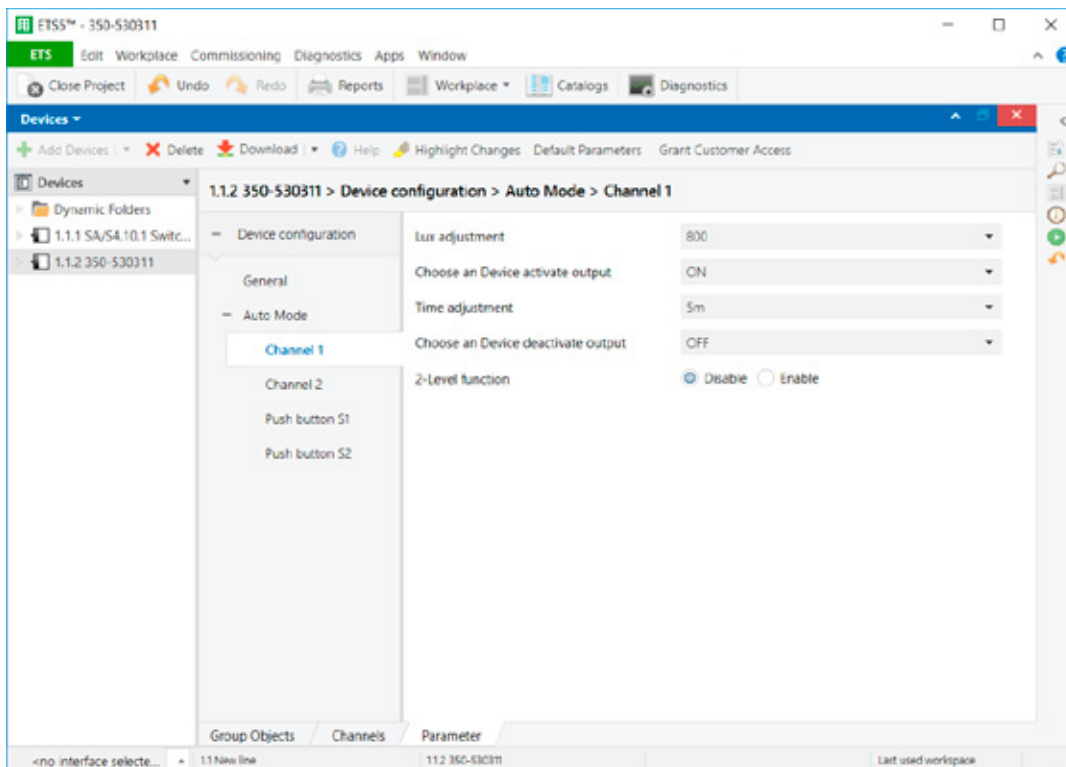 ETS5™ - 350-530311
ETS Edit Workplace Commissioning Diagnostics Apps Window
Close Project Undo Redo Reports Workplace Catalogs Diagnostics
Devices
Add Devices Delete Download Help Highlight Changes Default Parameters Grant Customer Access
Devices
Dynamic Folders
1.1.1 SA/S4.10.1 Switc...
1.1.2 350-530311
1.1.2 350-530311 > Device configuration > Auto Mode > Channel 1
Device configuration
General
Auto Mode
Channel 1
Channel 2
Push button S1
Push button S2
Lux adjustment 800
Choose an Device activate output ON
Time adjustment 5m
Choose an Device deactivate output OFF
2-Level function Disable Enable
Group Objects Channels Parameter
<no interface selecte... 1.1 New line 1.1.2 350-530311 Last used workspace